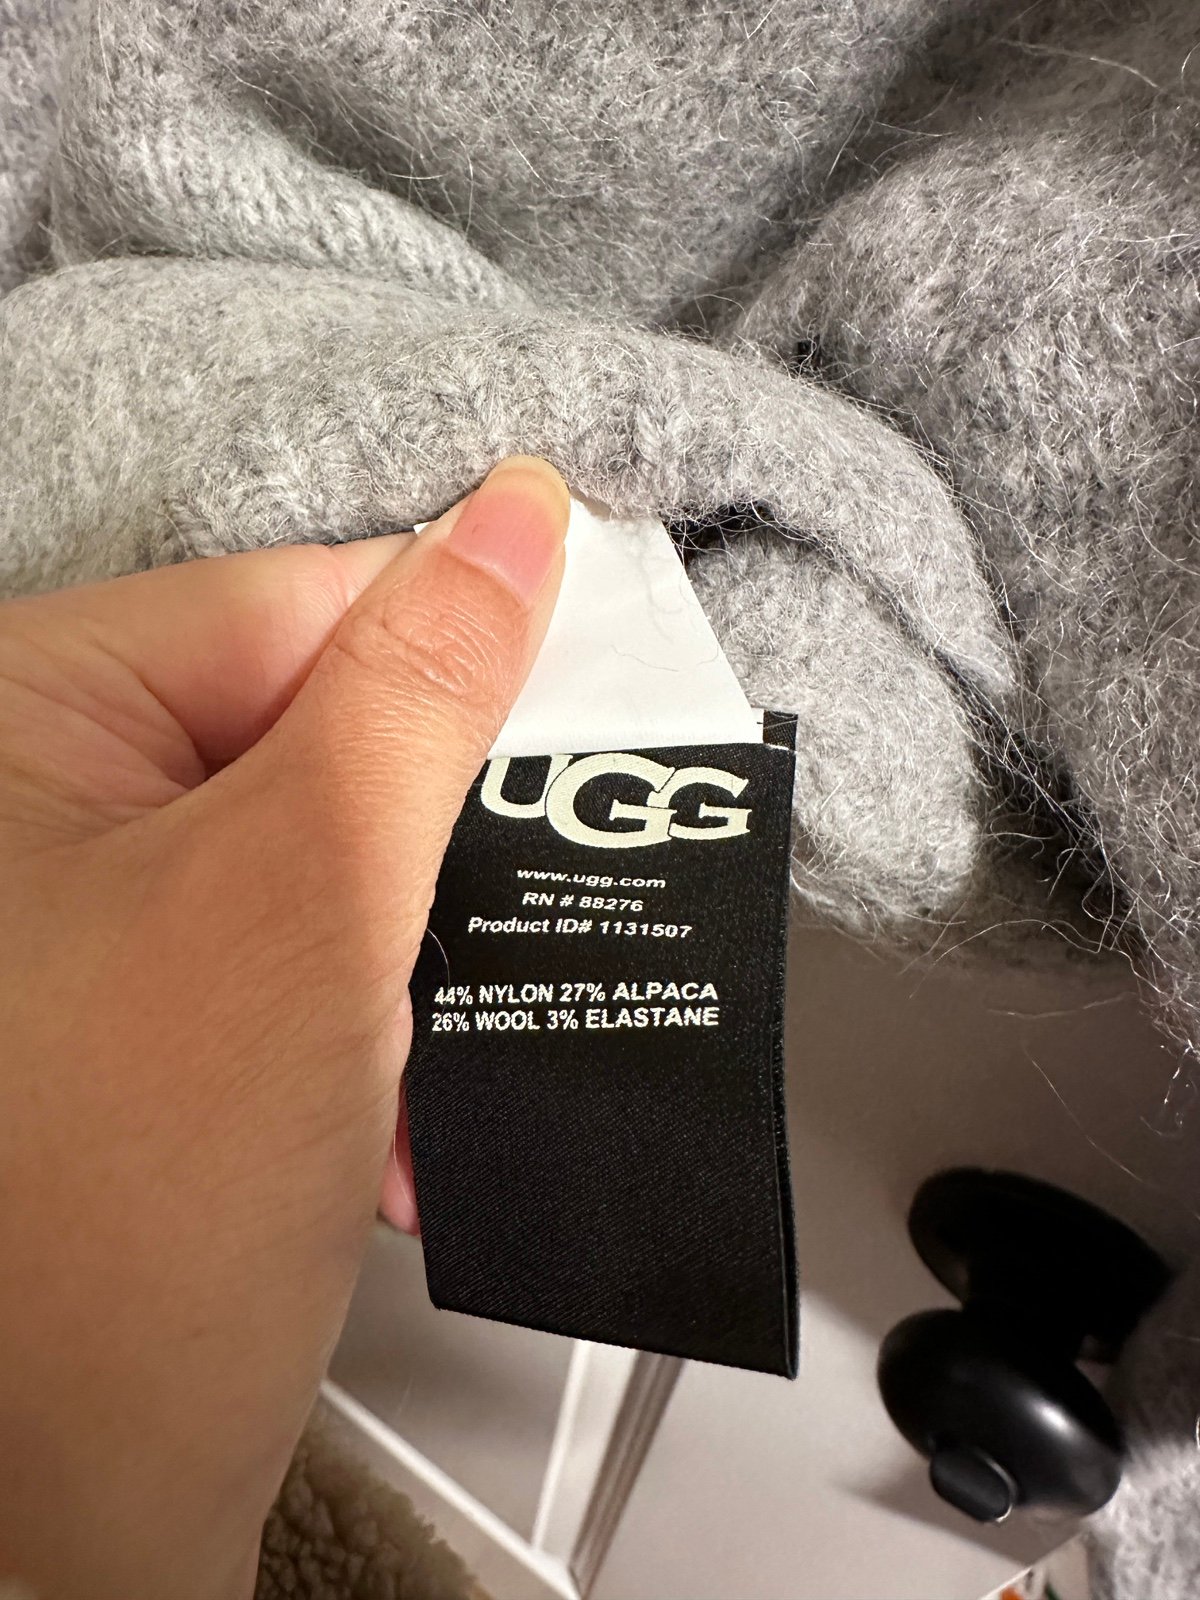 UGG
www.ugg.com
RN # 88276
Product ID# 1131507
44% NYLON 27% ALPACA
26% WOOL 3% ELASTANE